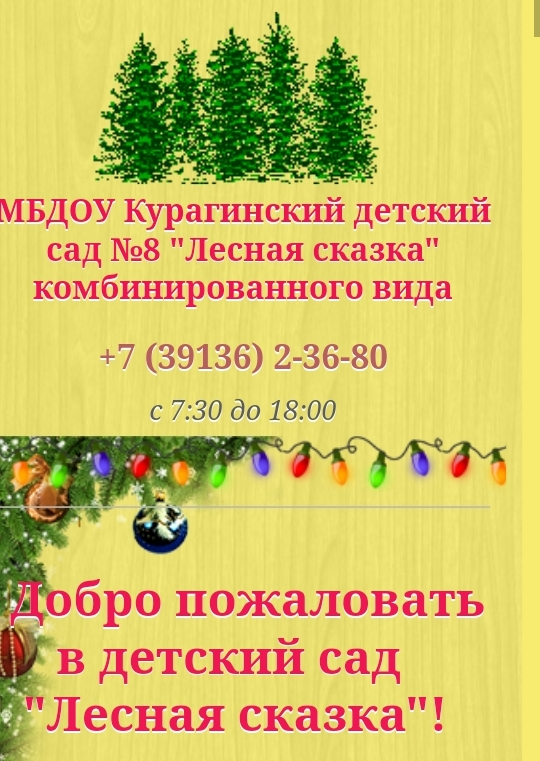 МБДОУ Курагинский детский
сад №8 "Лесная сказка"
комбинированного вида
+7 (39136) 2-36-80
с 7:30 до 18:00
Добро пожаловать
в детский сад
"Лесная сказка"!